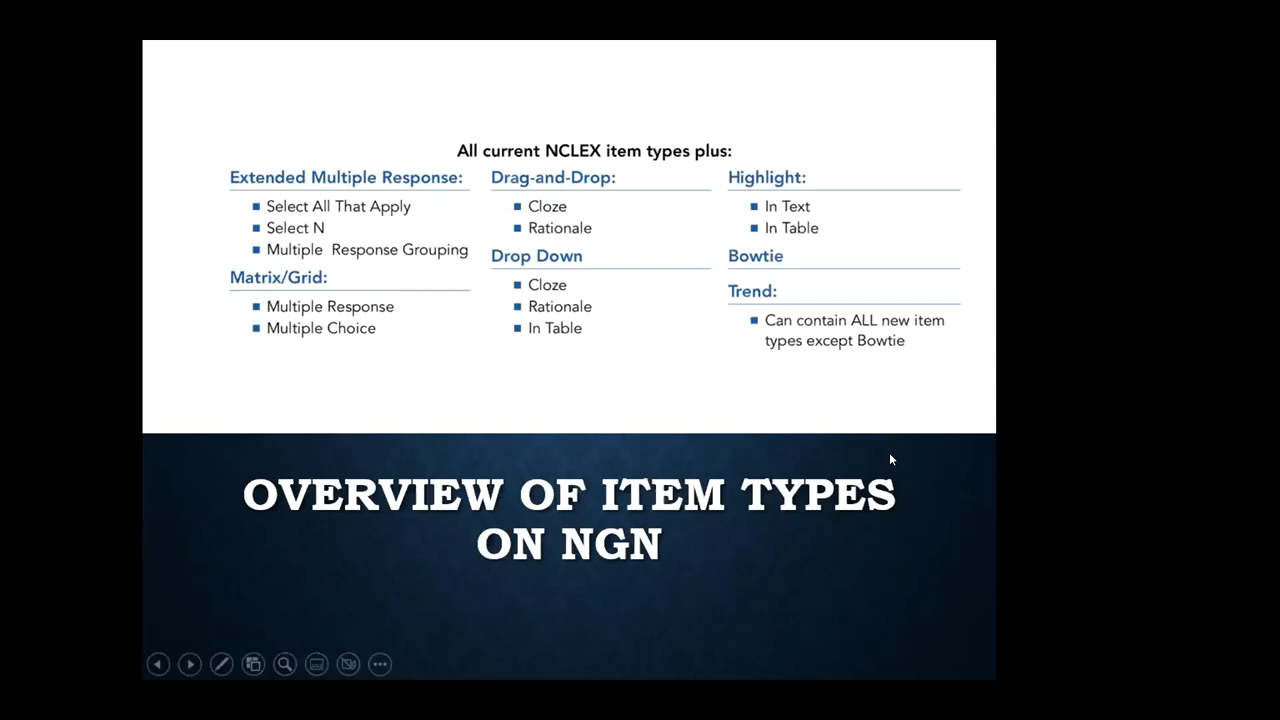 All current NCLEX item types plus:
Extended Multiple Response:
Select All That Apply
Select N
Multiple Response Grouping
Matrix/Grid:
Multiple Response
Multiple Choice
Drag-and-Drop:
Cloze
Rationale
Drop Down
Cloze
Rationale
In Table
Highlight:
In Text
In Table
Bowtie
Trend:
Can contain ALL new item
types except Bowtie
OVERVIEW OF ITEM TYPES
ON NGN